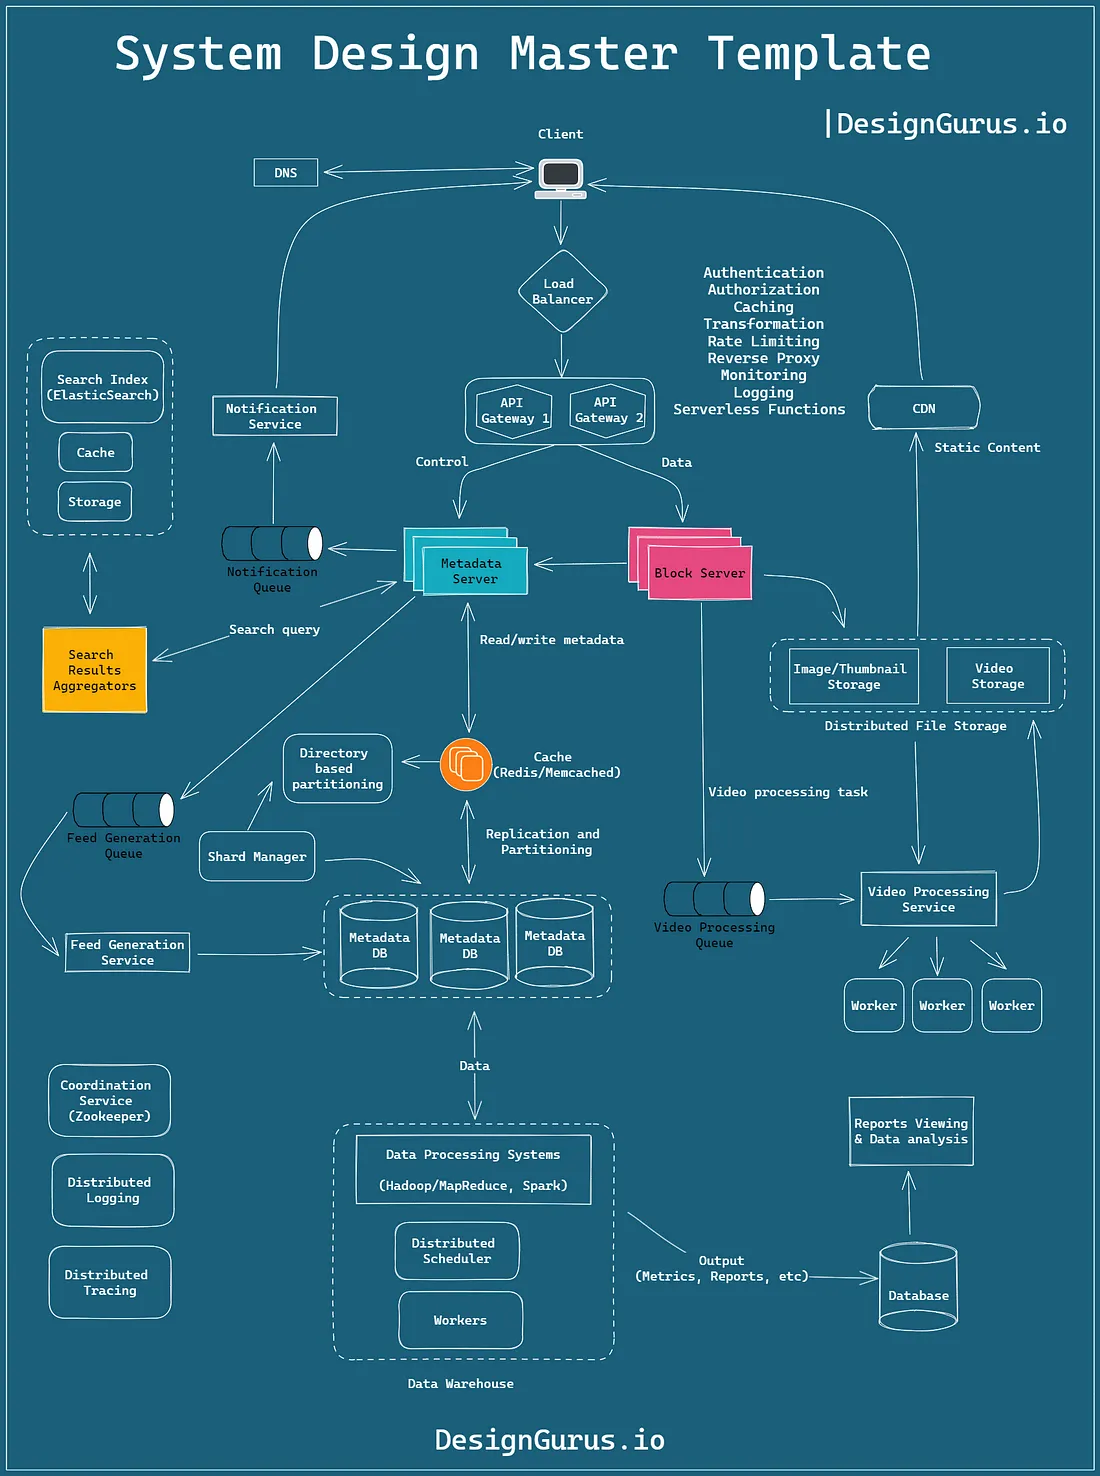 System Design Master Template
|DesignGurus.io
Client
DNS
Load
Balancer
Authentication
Authorization
Caching
Transformation
Rate Limiting
Reverse Proxy
Monitoring
Logging
Serverless Functions
Search Index
(ElasticSearch)
Cache
Storage
Notification
Service
API
Gateway 1
API
Gateway 2
CDN
Static Content
Control
Data
Notification
Queue
Metadata
Server
Block Server
Search query
Read/write metadata
Search
Results
Aggregators
Image/Thumbnail
Storage
Video
Storage
Distributed File Storage
Directory
based
partitioning
Cache
(Redis/Memcached)
Video processing task
Feed Generation
Queue
Shard Manager
Replication and
Partitioning
Video Processing
Queue
Video Processing
Service
Feed Generation
Service
Metadata
DB
Metadata
DB
Metadata
DB
Worker
Worker
Worker
Data
Coordination
Service
(Zookeeper)
Distributed
Logging
Distributed
Tracing
Data Processing Systems
(Hadoop/MapReduce, Spark)
Distributed
Scheduler
Workers
Data Warehouse
Reports Viewing
& Data analysis
Output
(Metrics, Reports, etc)
Database
DesignGurus.io